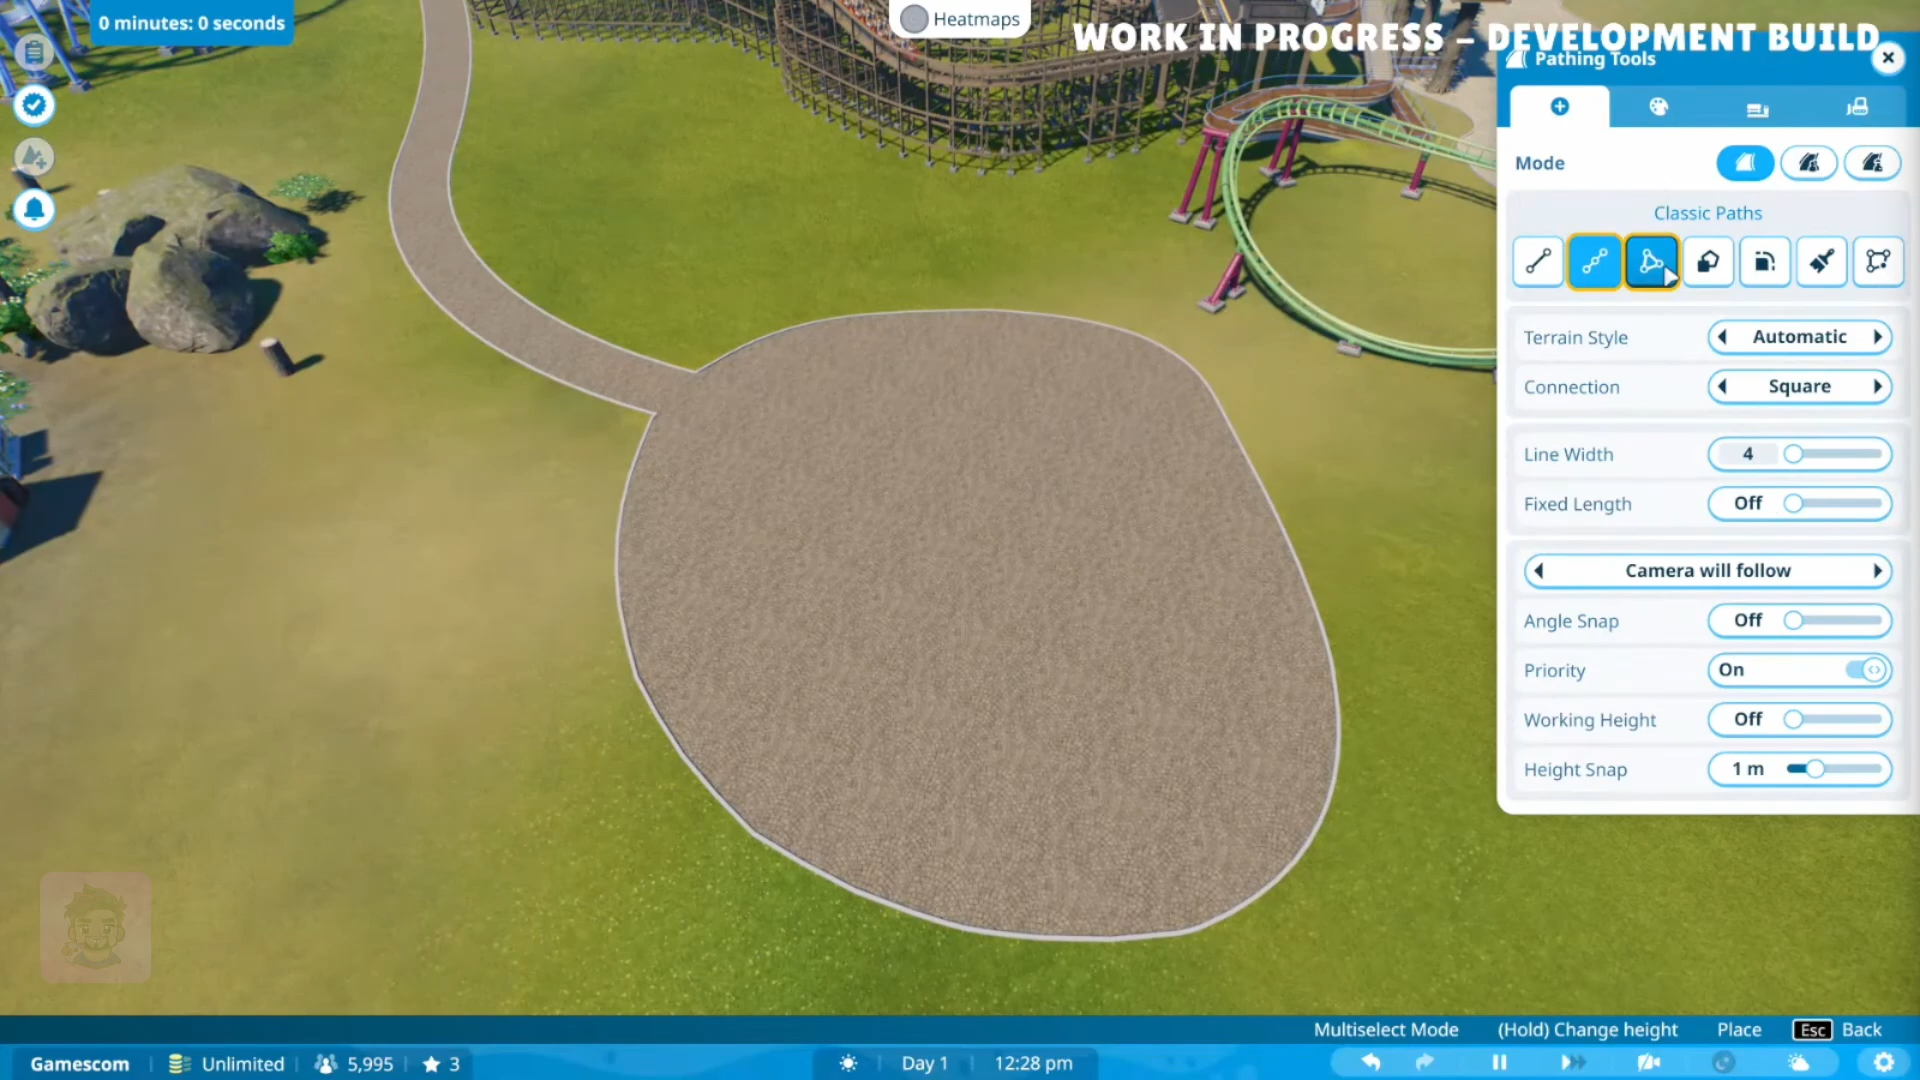 0 minutes: 0 seconds
Heatmaps
WORK IN PROGRESS – DEVELOPMENT BUILD
Pathing Tools
Mode
Classic Paths
Terrain Style
Automatic
Connection
Square
Line Width
4
Fixed Length
Off
Camera will follow
Angle Snap
Off
Priority
On
Working Height
Off
Height Snap
1 m
Multiselect Mode
(Hold) Change height
Place
Esc
Back
Gamescom
Unlimited
5,995
3
Day 1
12:28 pm